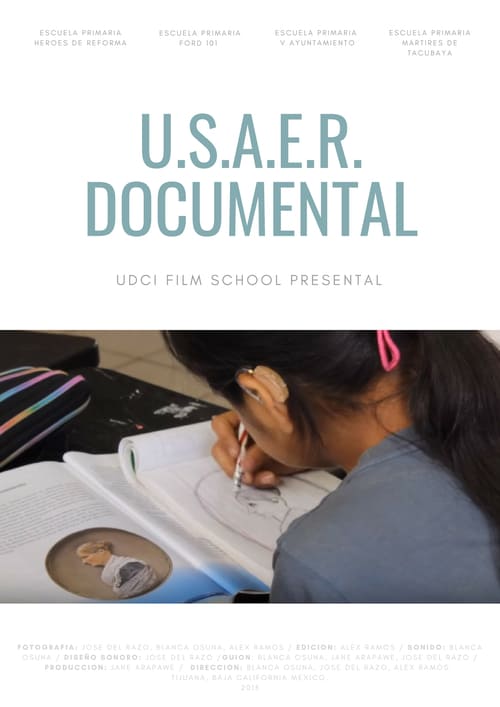 ESCUELA PRIMARIA
HEROES DE REFORMA
ESCUELA PRIMARIA
FORD 101
ESCUELA PRIMARIA
V AYUNTAMIENTO
ESCUELA PRIMARIA
MARTIRES DE
TACUBAYA
U.S.A.E.R.
DOCUMENTAL
UDCI FILM SCHOOL PRESENTAL
FOTOGRAFIA: JOSE DEL RAZO, BLANCA OSUNA, ALEX RAMOS / EDICION: ALEX RAMOS / SONIDO: BLANCA
OSUNA / DISEÑO SONORO: JOSE DEL RAZO /GUION: BLANCA OSUNA, JAKE ARAPAWE, JOSE DEL RAZO /
PRODUCCION: JAKE ARAPAWE / DIRECCION: BLANCA OSUNA, JOSE DEL RAZO, ALEX RAMOS.
TIJUANA, BAJA CALIFORNIA MEXICO.